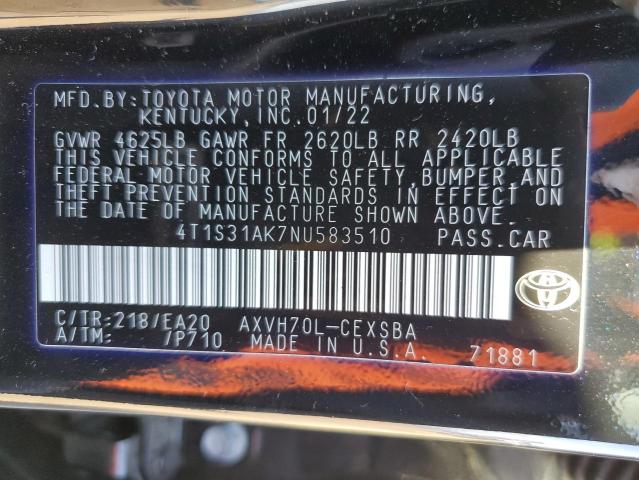 MFD.BY:TOYOTA MOTOR MANUFACTURING,
KENTUCKY,INC.01/22
GVWR 4625LB GAWR FR 2620LB RR 2420LB
THIS VEHICLE CONFORMS TO ALL APPLICABLE
FEDERAL MOTOR VEHICLE SAFETY,BUMPER,AND
THEFT PREVENTION STANDARDS IN EFFECT ON
THE DATE OF MANUFACTURE SHOWN ABOVE.
4T1S31AK7NU583510 PASS.CAR
C/TR:218/EA20 AXVH70L-CEXSBA
A/TM: /P710 MADE IN U.S.A. 71881